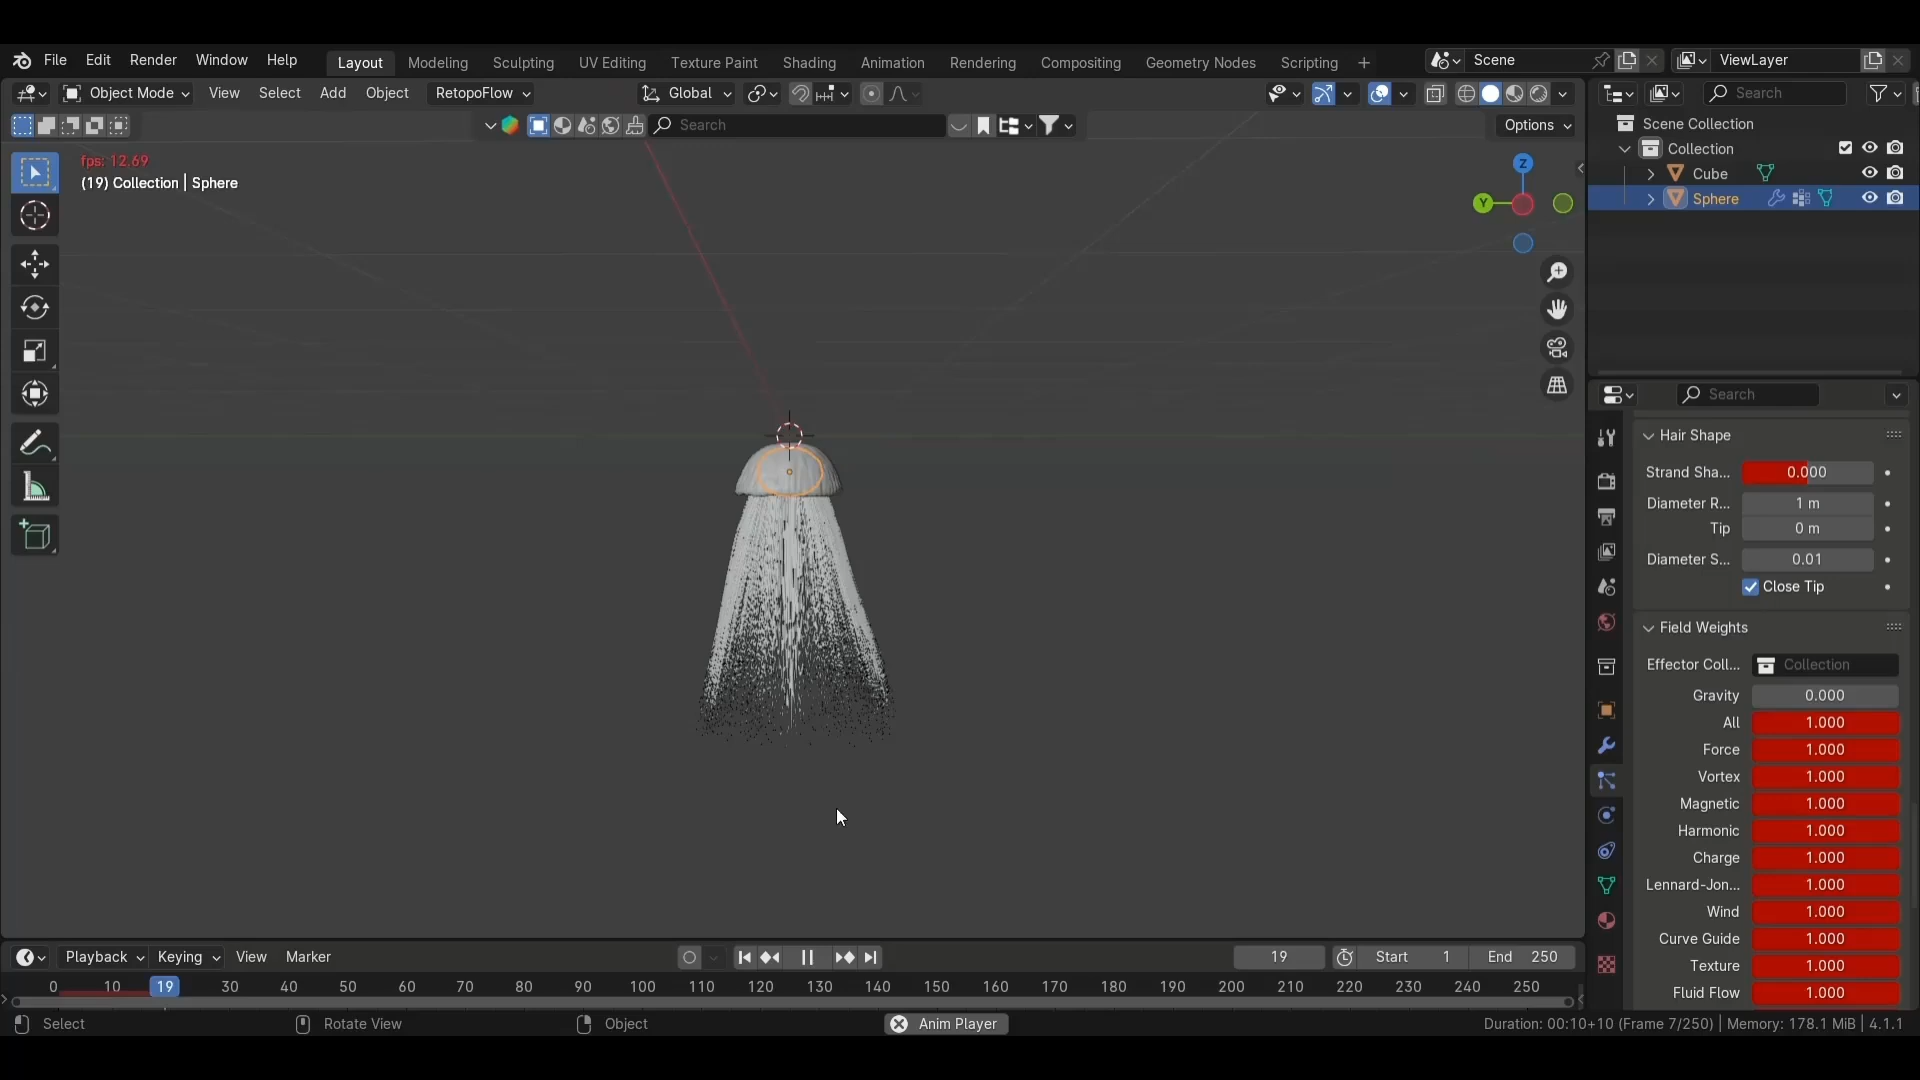 File Edit Render Window Help Layout Modeling Sculpting UV Editing Texture Paint Shading Animation Rendering Compositing Geometry Nodes Scripting + Scene ViewLayer
Object Mode View Select Add Object RetopoFlow Global Search
Search Options
fps: 12.69
(19) Collection | Sphere
Z
Y
Scene Collection
Collection
Cube
Sphere
Search
Hair Shape
Strand Sha... 0.000
Diameter R... 1 m
Tip 0 m
Diameter S... 0.01
Close Tip
Field Weights
Effector Coll... Collection
Gravity 0.000
All 1.000
Force 1.000
Vortex 1.000
Magnetic 1.000
Harmonic 1.000
Charge 1.000
Lennard-Jon... 1.000
Wind 1.000
Curve Guide 1.000
Texture 1.000
Fluid Flow 1.000
Playback Keying View Marker 19 Start 1 End 250
0 10 19 30 40 50 60 70 80 90 100 110 120 130 140 150 160 170 180 190 200 210 220 230 240 250
Select Rotate View Object Anim Player Duration: 00:10+10 (Frame 7/250) | Memory: 178.1 MiB | 4.1.1